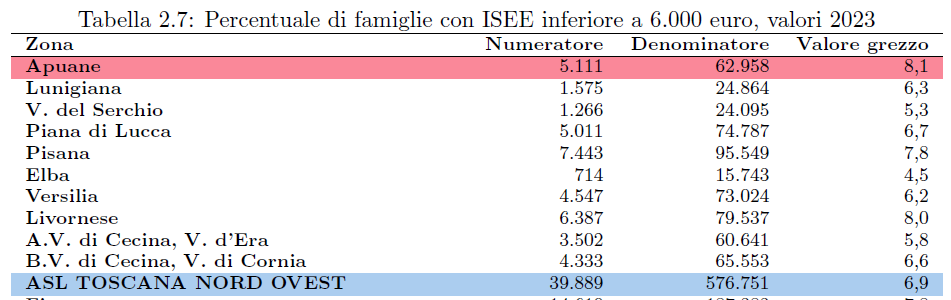 Tabella 2.7: Percentuale di famiglie con ISEE inferiore a 6.000 euro, valori 2023
Zona Numeratore Denominatore Valore grezzo
Apuane 5.111 62.958 8,1
Lunigiana 1.575 24.864 6,3
V. del Serchio 1.266 24.095 5,3
Piana di Lucca 5.011 74.787 6,7
Pisana 7.443 95.549 7,8
Elba 714 15.743 4,5
Versilia 4.547 73.024 6,2
Livornese 6.387 79.537 8,0
A.V. di Cecina, V. d'Era 3.502 60.641 5,8
B.V. di Cecina, V. di Cornia 4.333 65.553 6,6
ASL TOSCANA NORD OVEST 39.889 576.751 6,9